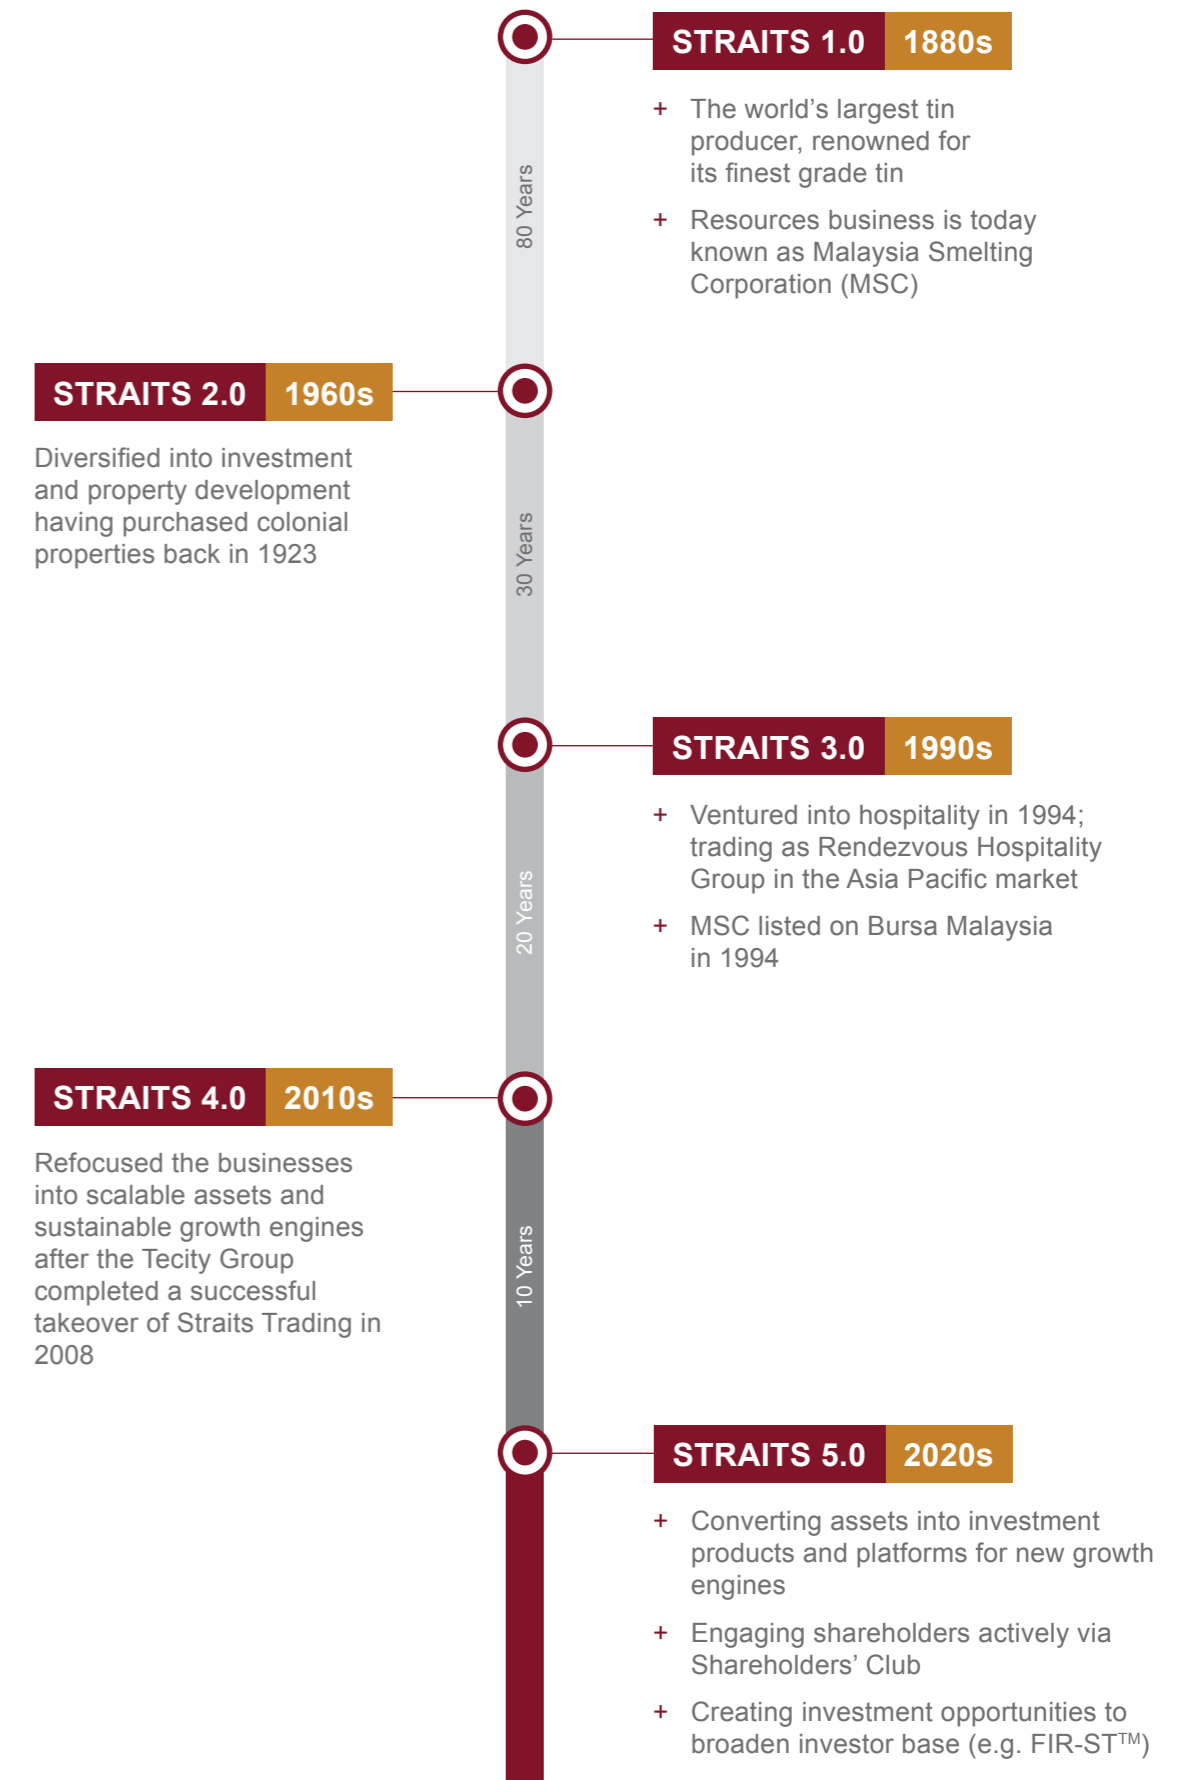 STRAITS 1.0 1880s
+ The world’s largest tin
producer, renowned for
its finest grade tin
+ Resources business is today
known as Malaysia Smelting
Corporation (MSC)
80 Years
STRAITS 2.0 1960s
Diversified into investment
and property development
having purchased colonial
properties back in 1923
30 Years
STRAITS 3.0 1990s
+ Ventured into hospitality in 1994;
trading as Rendezvous Hospitality
Group in the Asia Pacific market
+ MSC listed on Bursa Malaysia
in 1994
20 Years
STRAITS 4.0 2010s
Refocused the businesses
into scalable assets and
sustainable growth engines
after the Tecity Group
completed a successful
takeover of Straits Trading in
2008
10 Years
STRAITS 5.0 2020s
+ Converting assets into investment
products and platforms for new growth
engines
+ Engaging shareholders actively via
Shareholders’ Club
+ Creating investment opportunities to
broaden investor base (e.g. FIR-ST™)